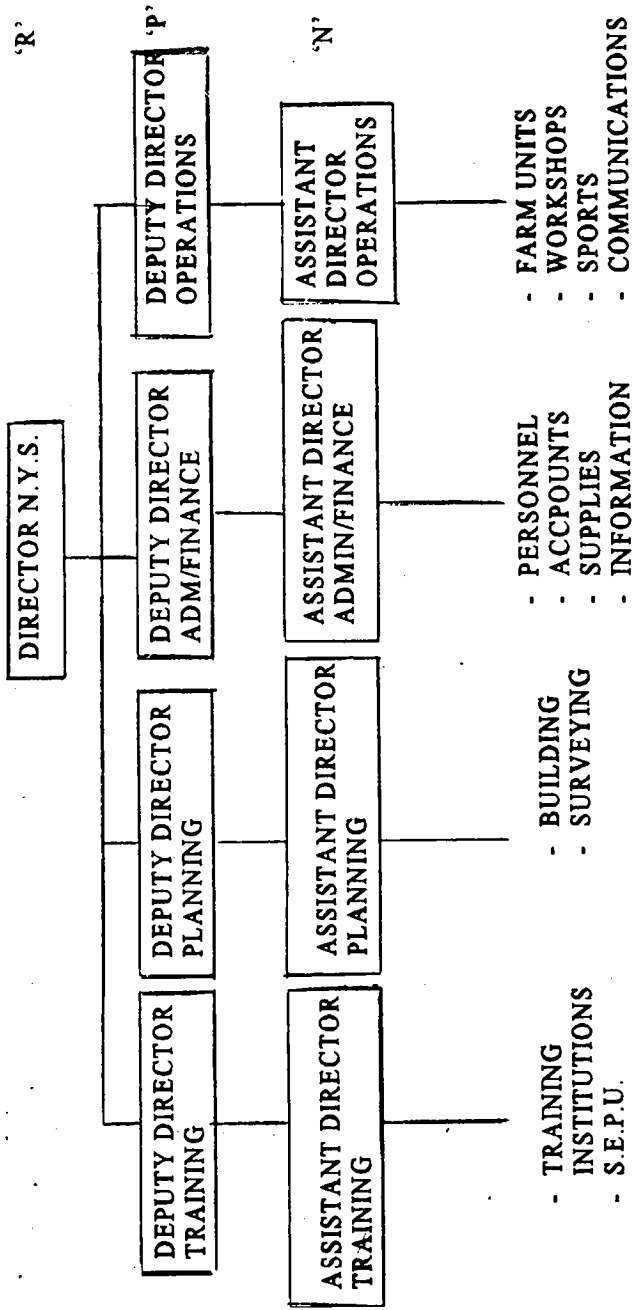 'R'
DIRECTOR N.Y.S.
'P'
DEPUTY DIRECTOR
TRAINING
DEPUTY DIRECTOR
PLANNING
DEPUTY DIRECTOR
ADM/FINANCE
DEPUTY DIRECTOR
OPERATIONS
'N'
ASSISTANT DIRECTOR
TRAINING
ASSISTANT DIRECTOR
PLANNING
ASSISTANT DIRECTOR
ADMIN/FINANCE
ASSISTANT
DIRECTOR
OPERATIONS
- TRAINING
INSTITUTIONS
- S.E.P.U.
- BUILDING
- SURVEYING
- PERSONNEL
- ACCPOUNTS
- SUPPLIES
- INFORMATION
- FARM UNITS
- WORKSHOPS
- SPORTS
- COMMUNICATIONS